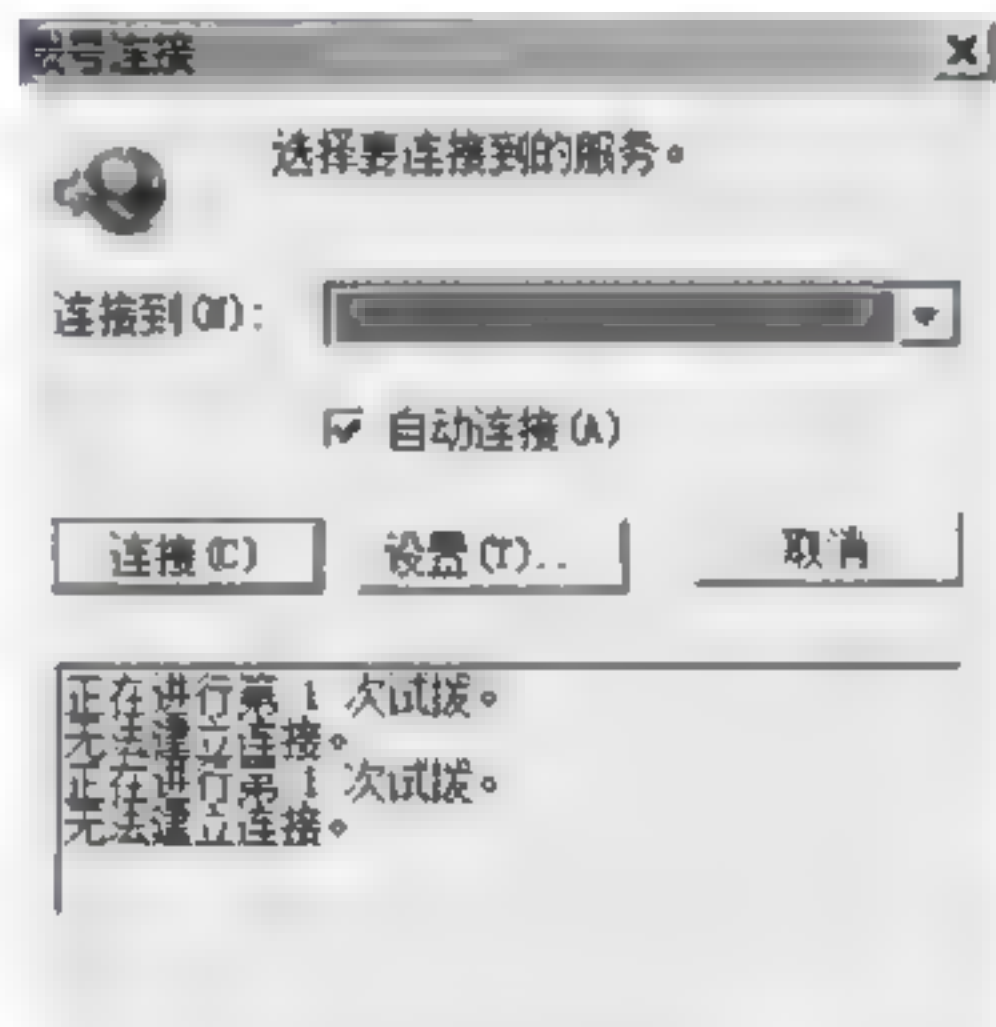 拨号连接
选择要连接到的服务。
连接到(N):
自动连接(A)
连接(C) 设置(T)... 取消
正在进行第 1 次试拨。
无法建立连接。
正在进行第 1 次试拨。
无法建立连接。